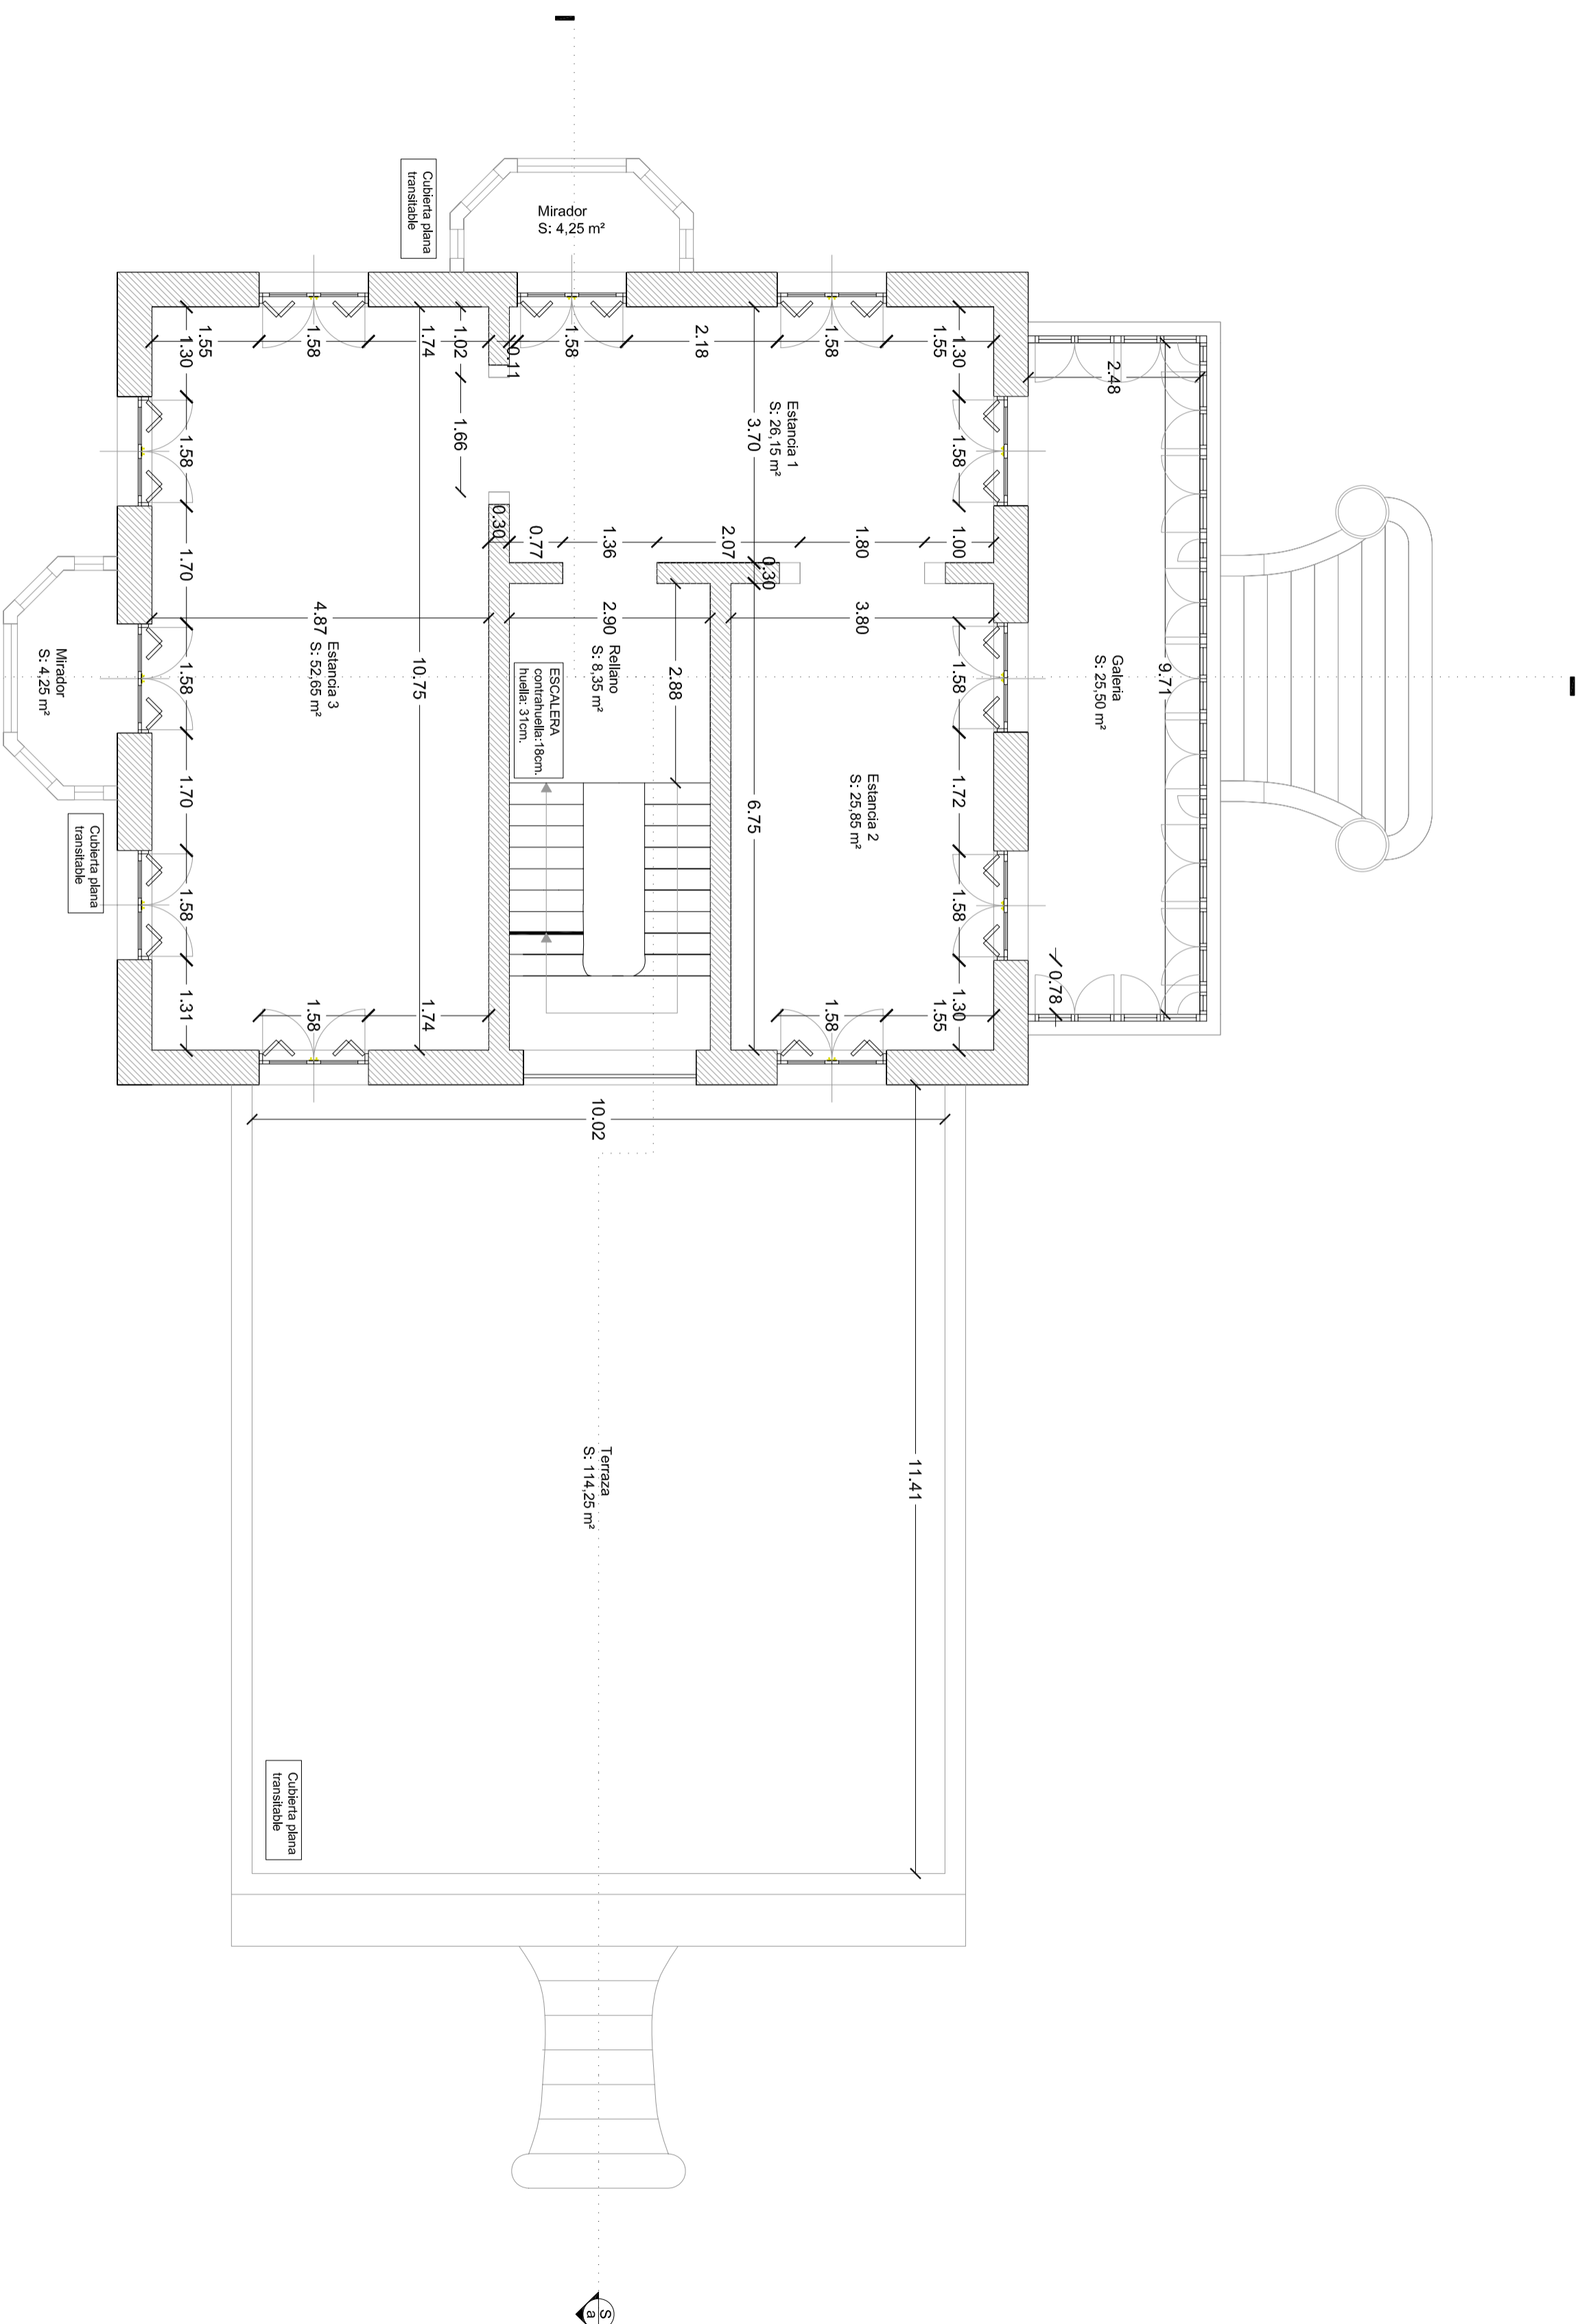 Cubierta plana
transitable
Mirador
S: 4,25 m²
1.55
1.30
1.58
1.74
1.02
0.11
1.58
2.18
1.58
1.55
1.30
2.48
1.66
Estancia 1
S: 26,15 m²
3.70
1.58
1.58
0.30
0.77
1.36
2.07
0.30
1.80
1.00
1.70
4.87
Estancia 3
S: 52,65 m²
10.75
2.90
Rellano
S: 8,35 m²
2.88
3.80
ESCALERA
contrahuella:18cm.
huella: 31cm.
1.58
1.58
Galeria
S: 25,50 m²
9.71
Mirador
S: 4,25 m²
1.70
6.75
Estancia 2
S: 25,85 m²
1.72
Cubierta plana
transitable
1.58
1.58
1.31
1.58
1.74
1.58
1.55
1.30
0.78
10.02
11.41
Terraza
S: 114,25 m²
Cubierta plana
transitable
S
a